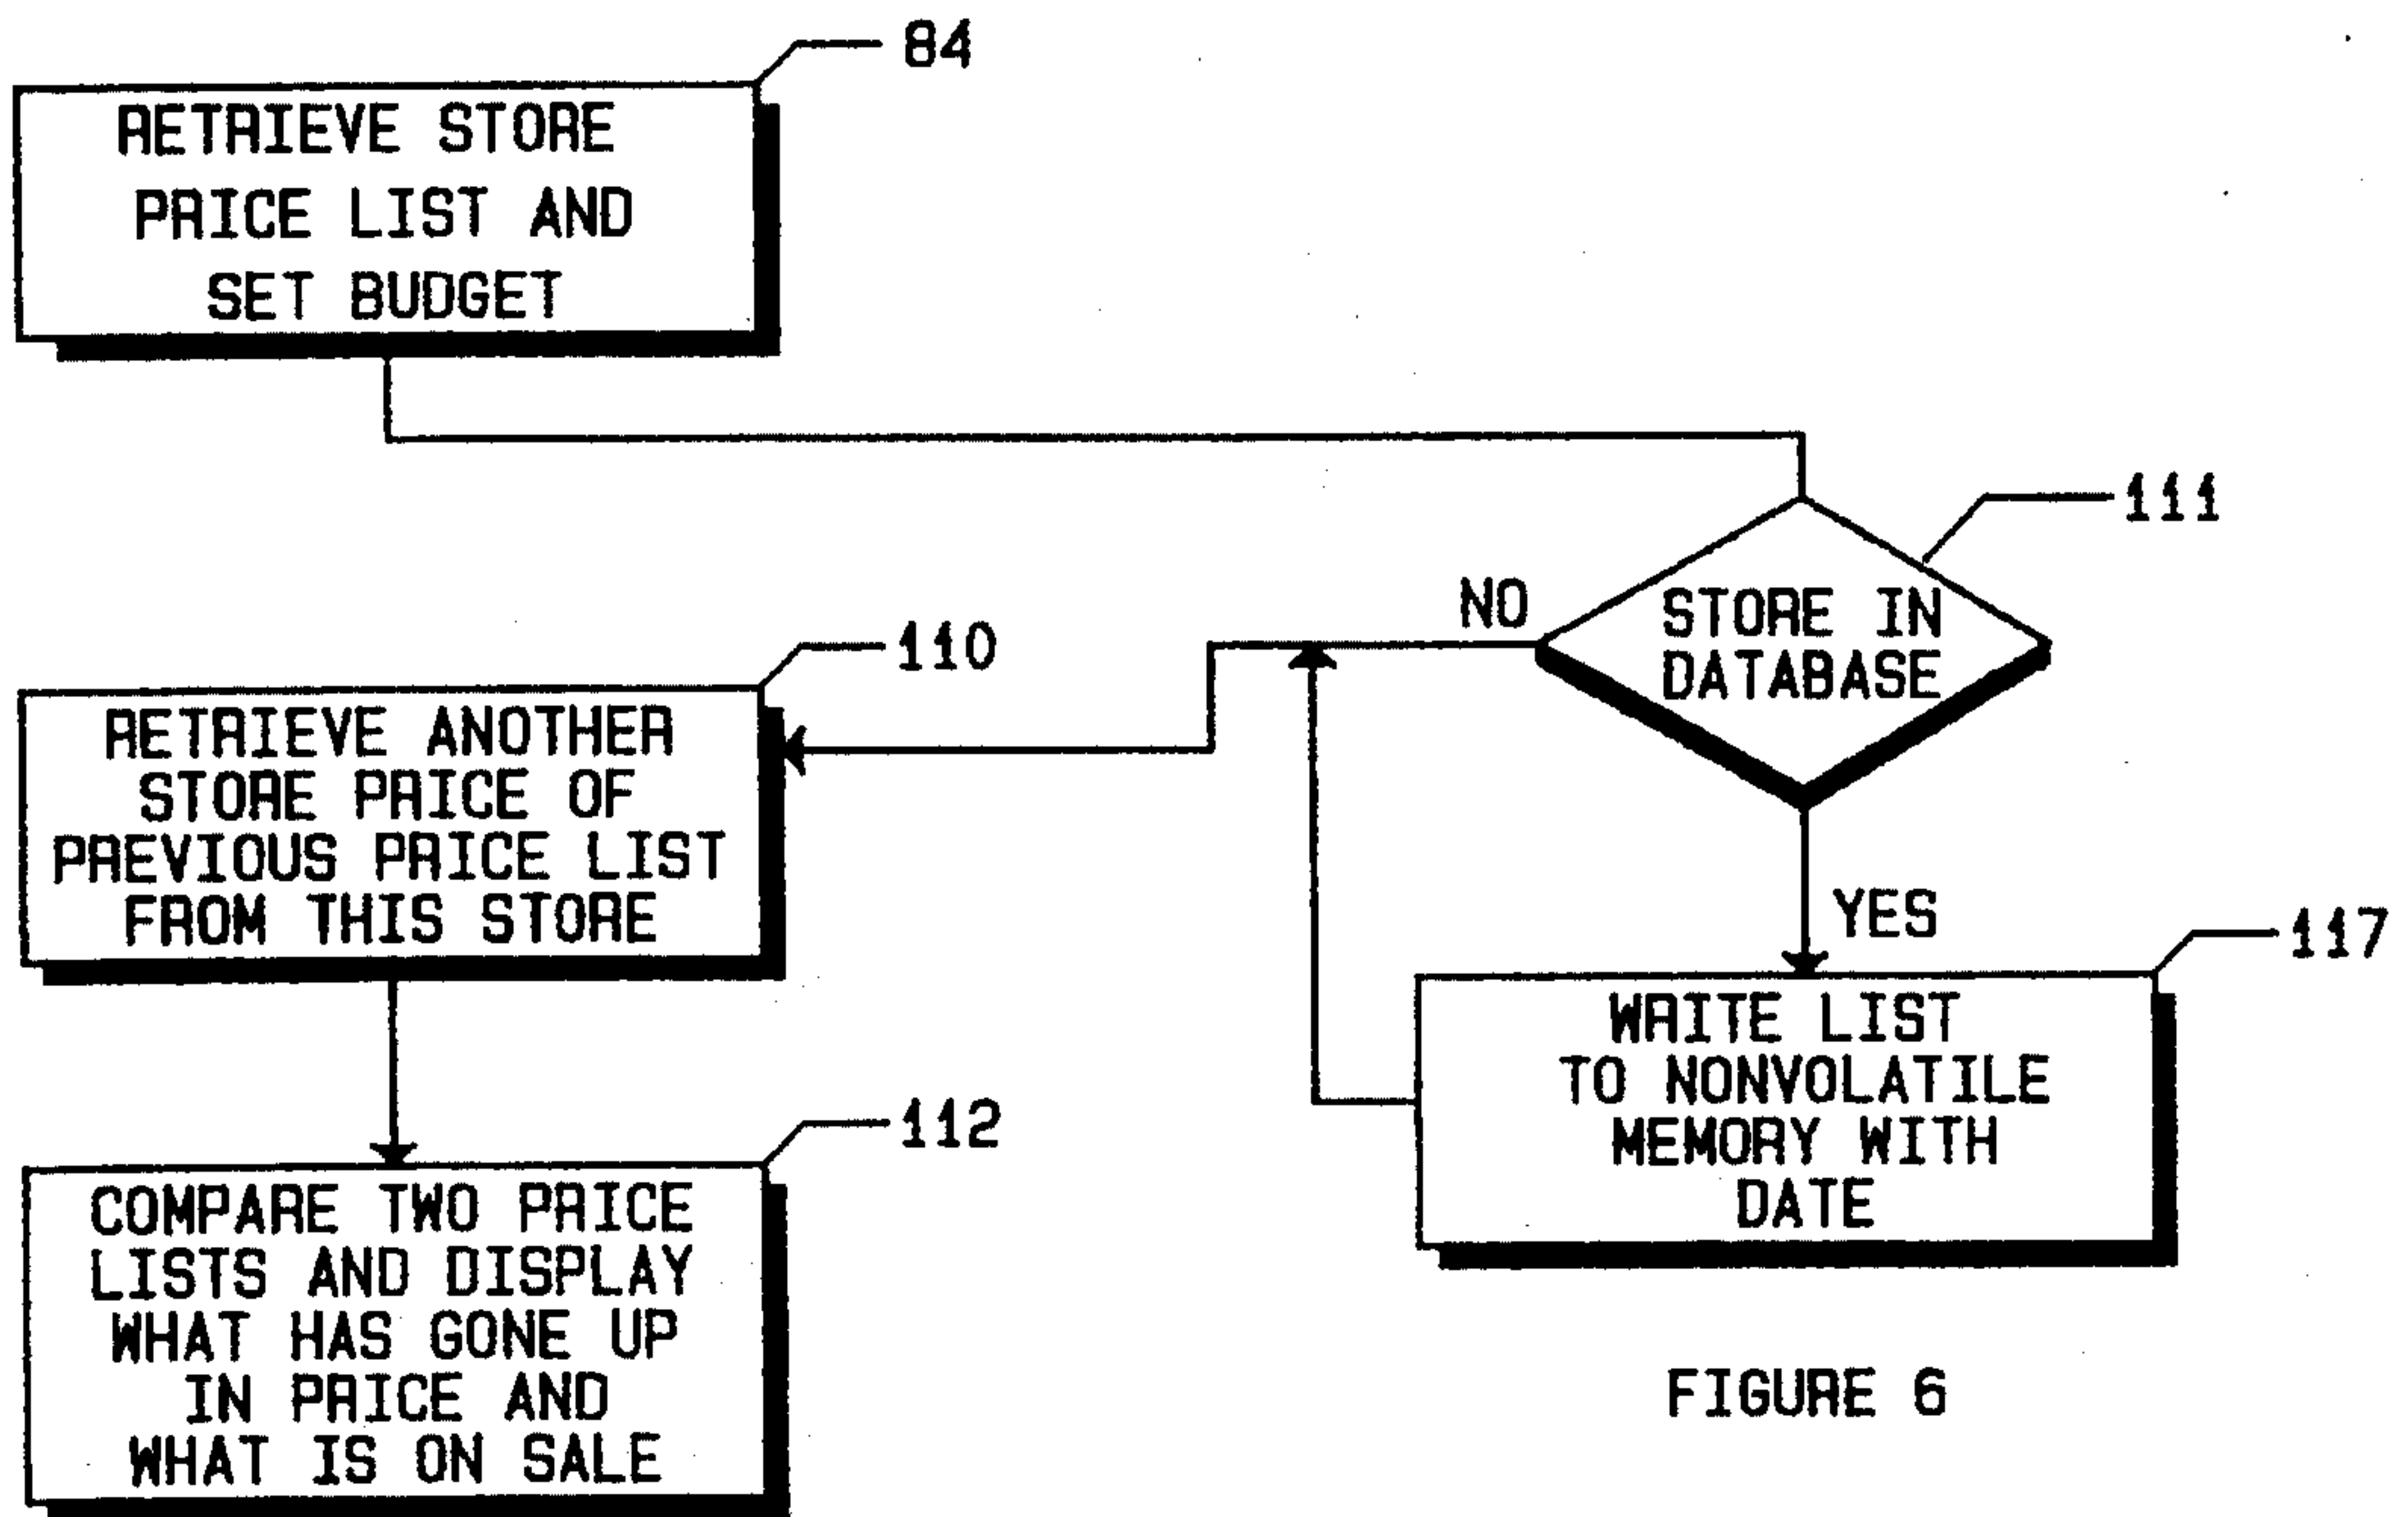 84
RETRIEVE STORE
PRICE LIST AND
SET BUDGET
111
STORE IN
DATABASE
NO
YES
110
RETRIEVE ANOTHER
STORE PRICE OF
PREVIOUS PRICE LIST
FROM THIS STORE
117
WRITE LIST
TO NONVOLATILE
MEMORY WITH
DATE
112
COMPARE TWO PRICE
LISTS AND DISPLAY
WHAT HAS GONE UP
IN PRICE AND
WHAT IS ON SALE
FIGURE 6